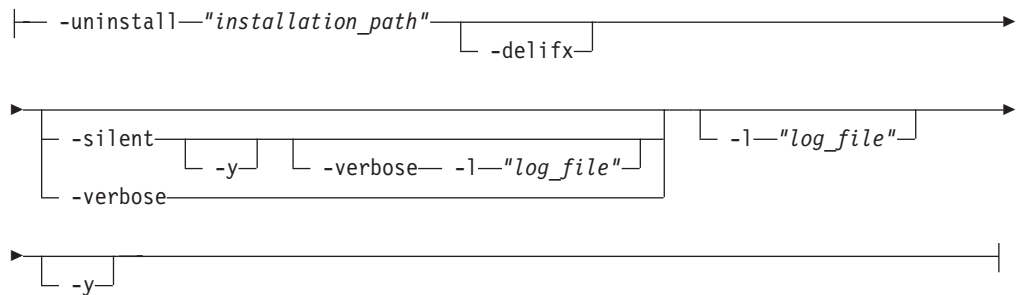 -uninstall "installation_path"
-delifx
-silent -l "log_file"
-y -verbose -l "log_file"
-verbose
-y